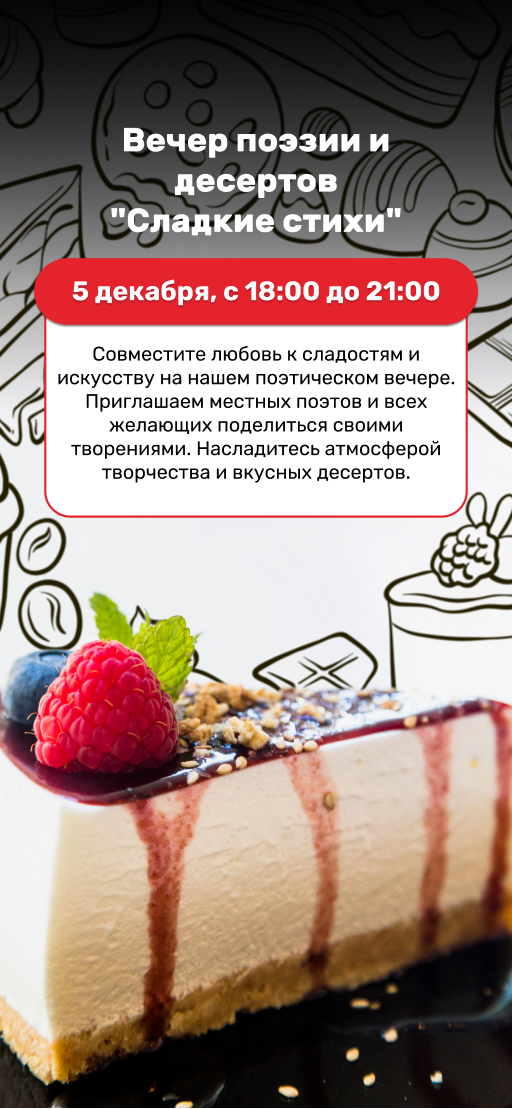 Вечер поэзии и
десертов
"Сладкие стихи"
5 декабря, с 18:00 до 21:00
Совместите любовь к сладостям и
искусству на нашем поэтическом вечере.
Приглашаем местных поэтов и всех
желающих поделиться своими
творениями. Насладитесь атмосферой
творчества и вкусных десертов.